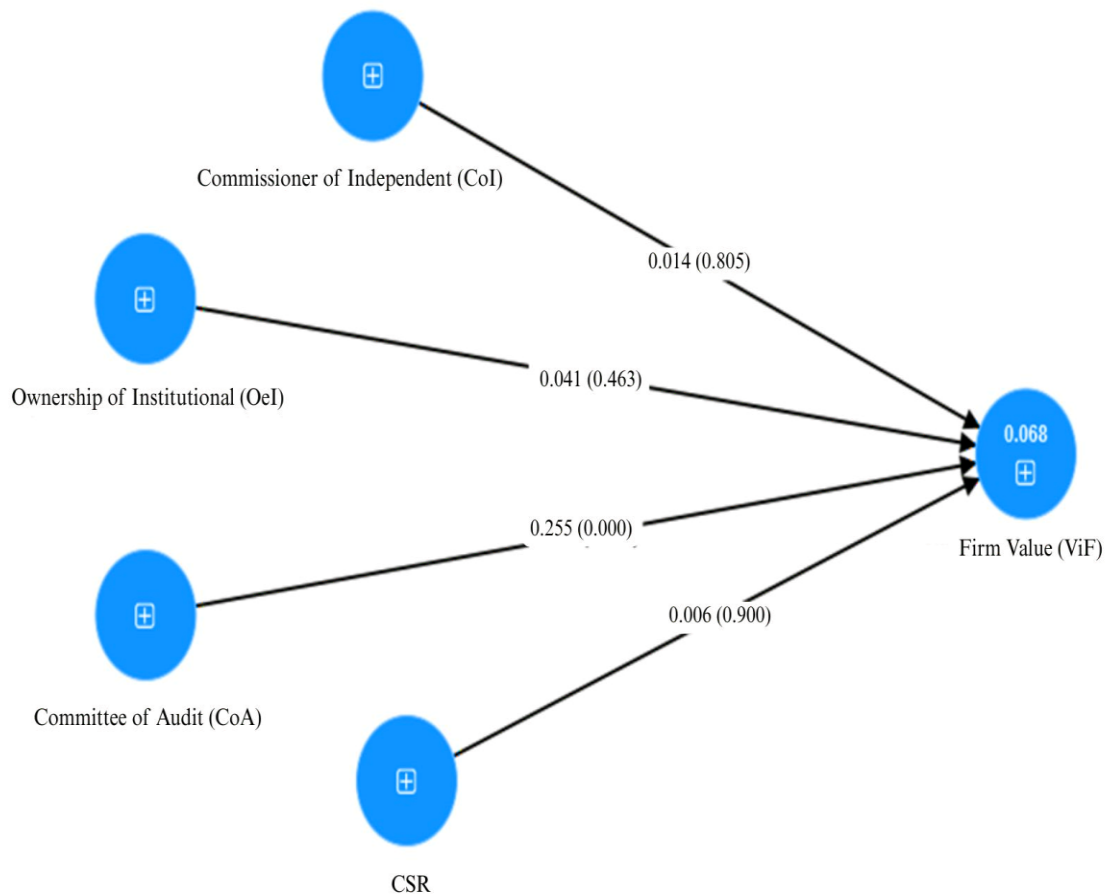 Commissioner of Independent (CoI)
0.014 (0.805)
Ownership of Institutional (OeI)
0.041 (0.463)
0.068
0.255 (0.000)
Firm Value (ViF)
0.006 (0.900)
Committee of Audit (CoA)
CSR